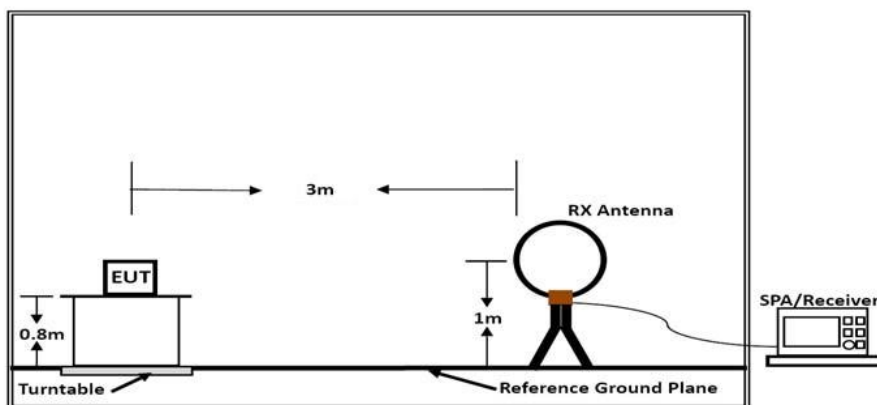 3m
RX Antenna
EUT
SPA/Receiver
0.8m
1m
Turntable
Reference Ground Plane